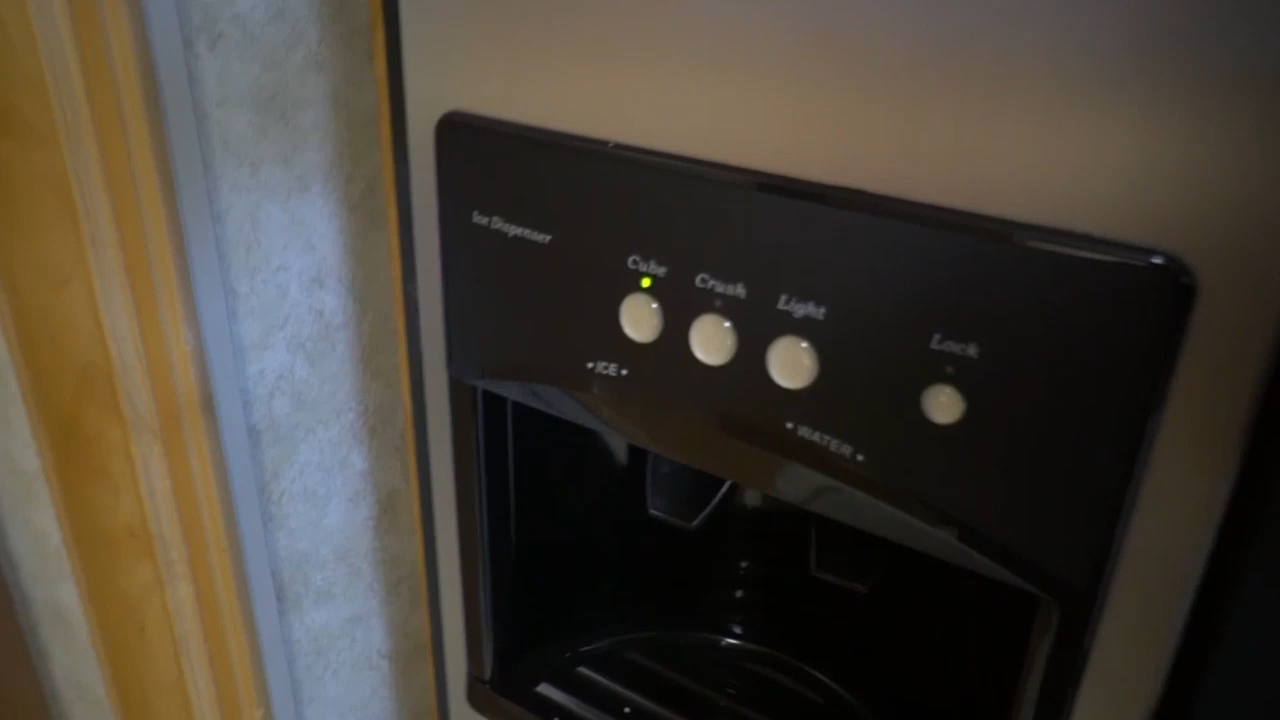 Ice Dispenser
Cube
Crush
Light
Lock
ICE
WATER